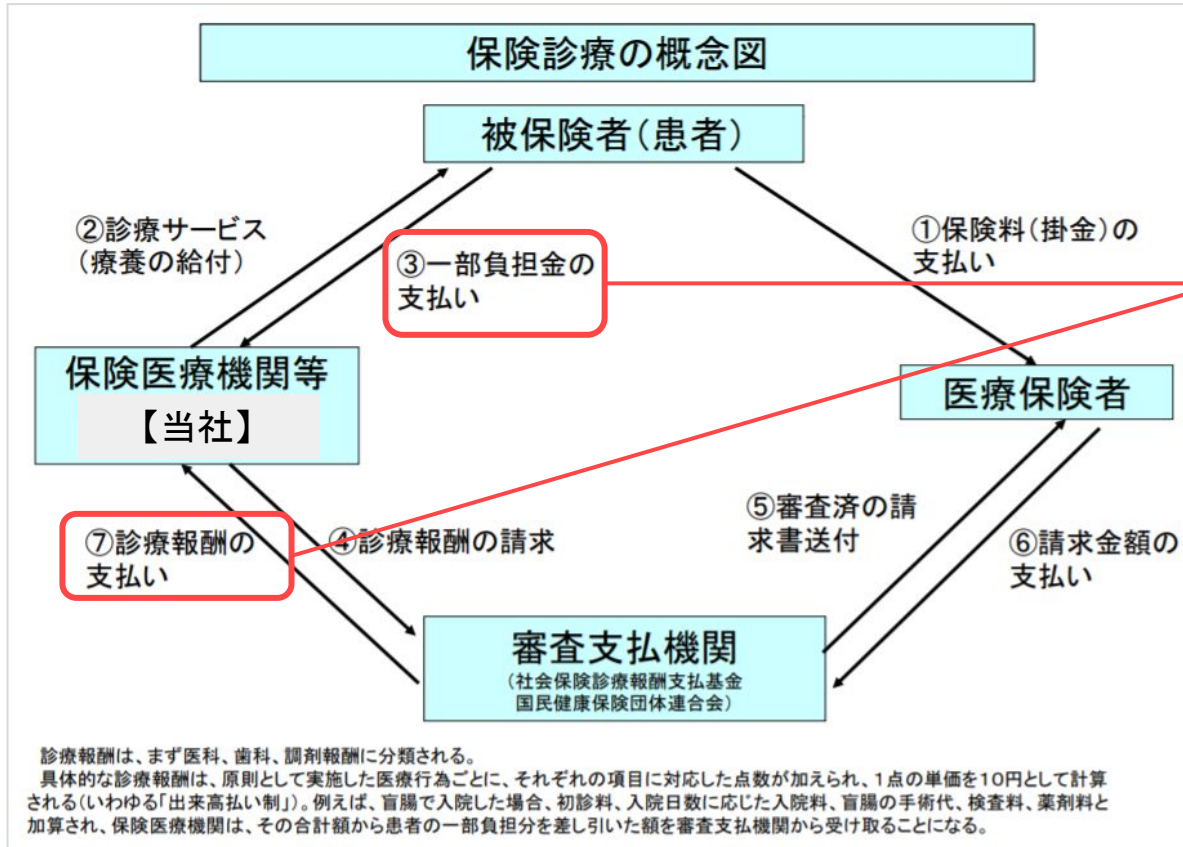 保険診療の概念図
被保険者(患者)
②診療サービス
(療養の給付)
③一部負担金の
支払い
①保険料(掛金)の
支払い
保険医療機関等
【当社】
医療保険者
⑦診療報酬の
支払い
④診療報酬の請求
⑤審査済の請
求書送付
⑥請求金額の
支払い
審査支払機関
(社会保険診療報酬支払基金
国民健康保険団体連合会)
診療報酬は、まず医科、歯科、調剤報酬に分類される。
具体的な診療報酬は、原則として実施した医療行為ごとに、それぞれの項目に対応した点数が加えられ、1点の単価を10円として計算
される(いわゆる「出来高払い制」)。例えば、盲腸で入院した場合、初診料、入院日数に応じた入院料、盲腸の手術代、検査料、薬剤料と
加算され、保険医療機関は、その合計額から患者の一部負担分を差し引いた額を審査支払機関から受け取ることになる。